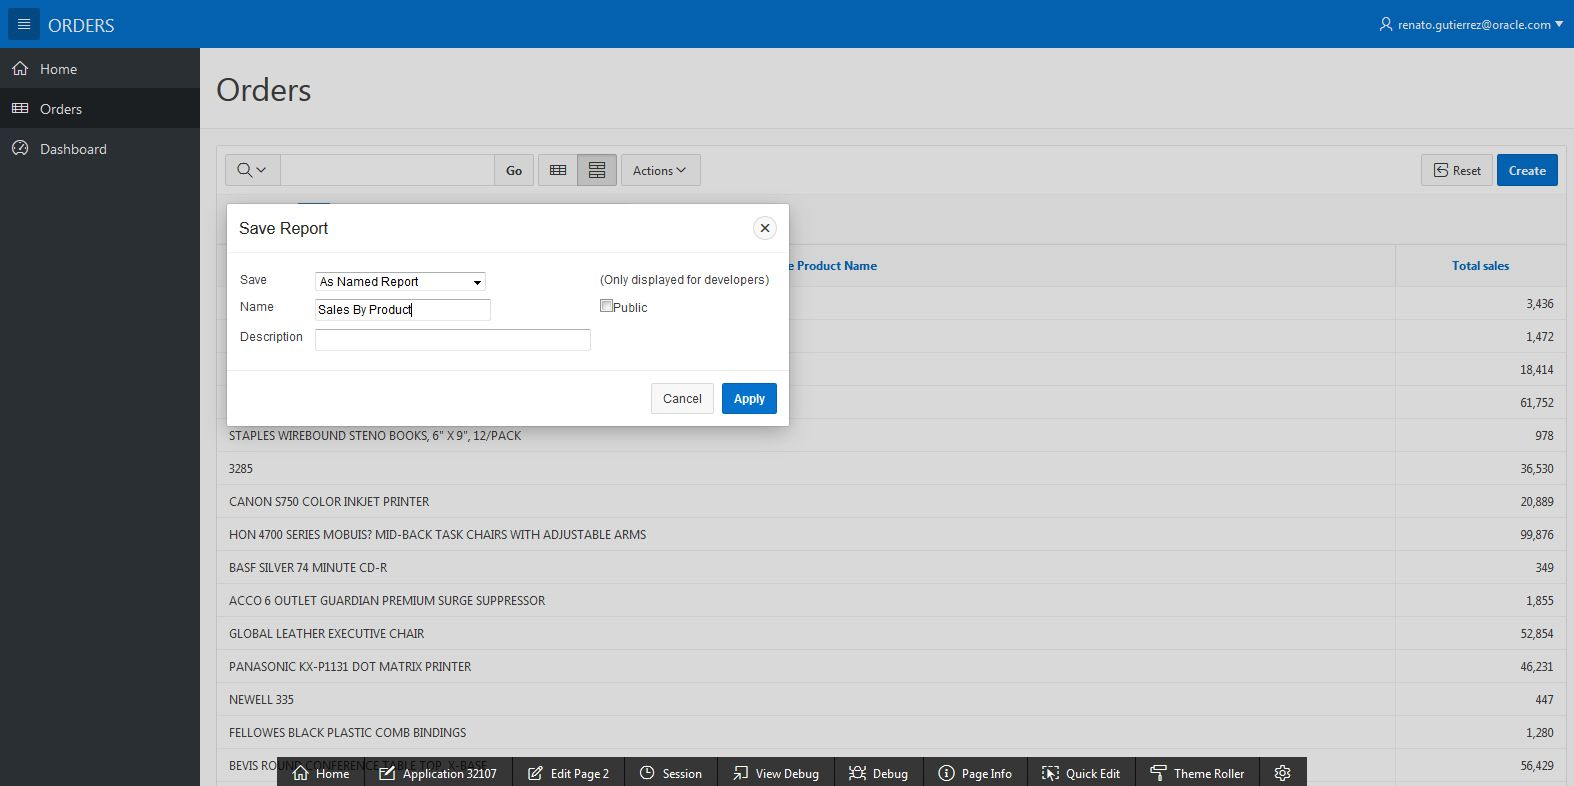 ORDERS
renato.gutierrez@oracle.com
Home
Orders
Dashboard
Orders
Go
Actions
Reset
Create
Save Report
Save
As Named Report
(Only displayed for developers)
Name
Sales By Product
Public
Description
Cancel
Apply
Product Name
Total sales
3,436
1,472
18,414
61,752
STAPLES WIREBOUND STENO BOOKS, 6" X 9", 12/PACK
978
3285
36,530
CANON S750 COLOR INKJET PRINTER
20,889
HON 4700 SERIES MOBUIS? MID-BACK TASK CHAIRS WITH ADJUSTABLE ARMS
99,876
BASF SILVER 74 MINUTE CD-R
349
ACCO 6 OUTLET GUARDIAN PREMIUM SURGE SUPPRESSOR
1,855
GLOBAL LEATHER EXECUTIVE CHAIR
52,854
PANASONIC KX-P1131 DOT MATRIX PRINTER
46,231
NEWELL 335
447
FELLOWES BLACK PLASTIC COMB BINDINGS
1,280
BEVIS ROUND CONFERENCE TABLE TOP, X-BASE
56,429
Home
Application 32107
Edit Page 2
Session
View Debug
Debug
Page Info
Quick Edit
Theme Roller